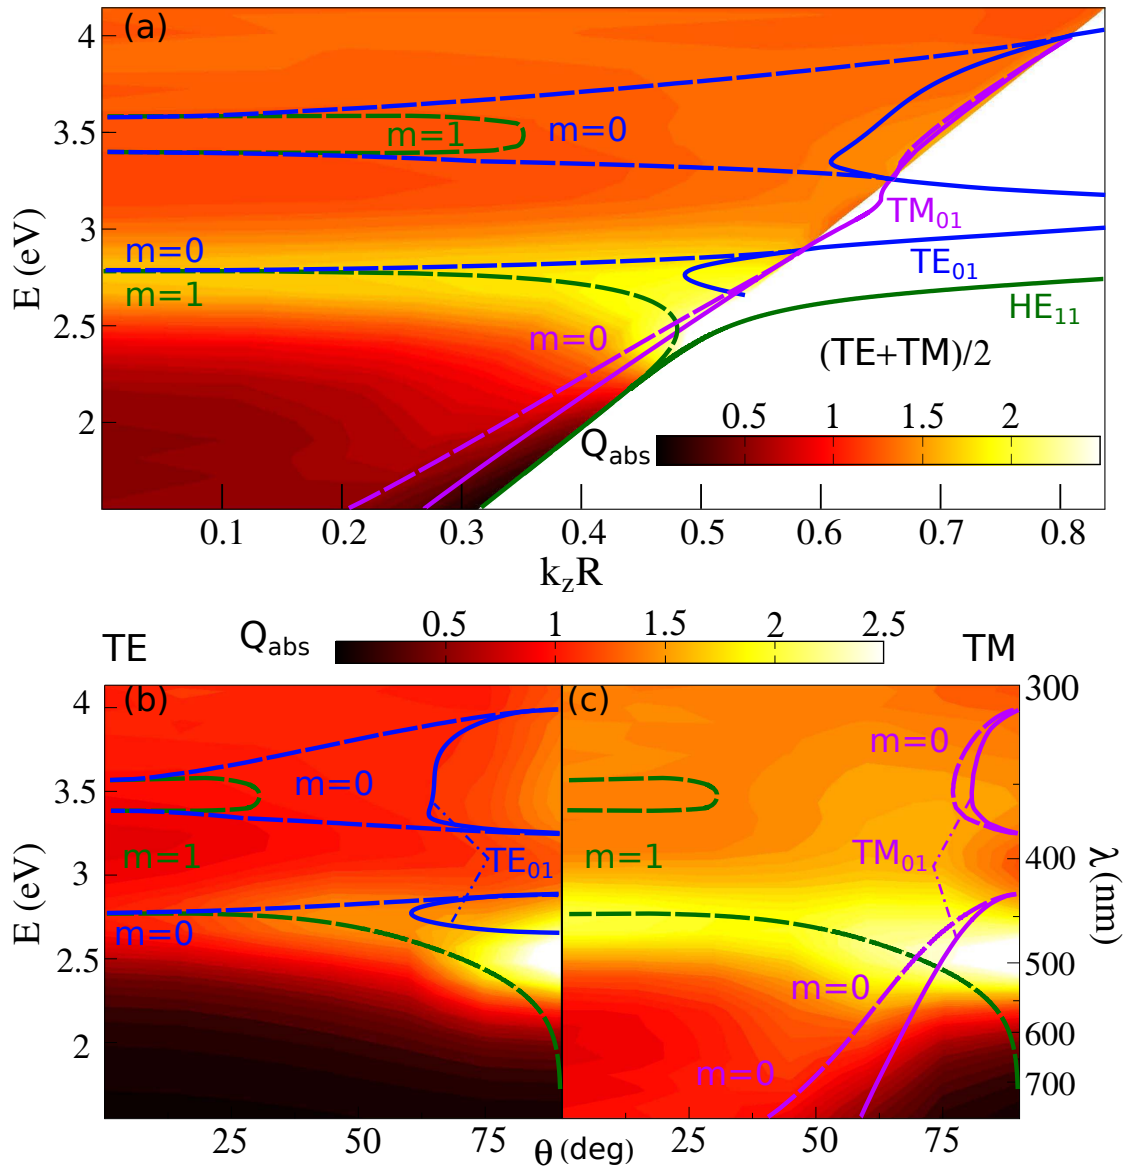 (a)
4
3.5
3
2.5
2
E (eV)
m=1
m=0
TM01
m=0
m=1
TE01
HE11
m=0
(TE+TM)/2
0.5 1 1.5 2
Qabs
0.1 0.2 0.3 0.4 0.5 0.6 0.7 0.8
kzR
TE
Qabs
0.5 1 1.5 2 2.5
TM
(b)
4
3.5
3
2.5
2
E (eV)
m=0
m=1
TE01
m=0
25 50 75
(c)
m=0
m=1
TM01
m=0
m=0
300
400
500
600
700
λ(nm)
25 50 75
θ (deg)